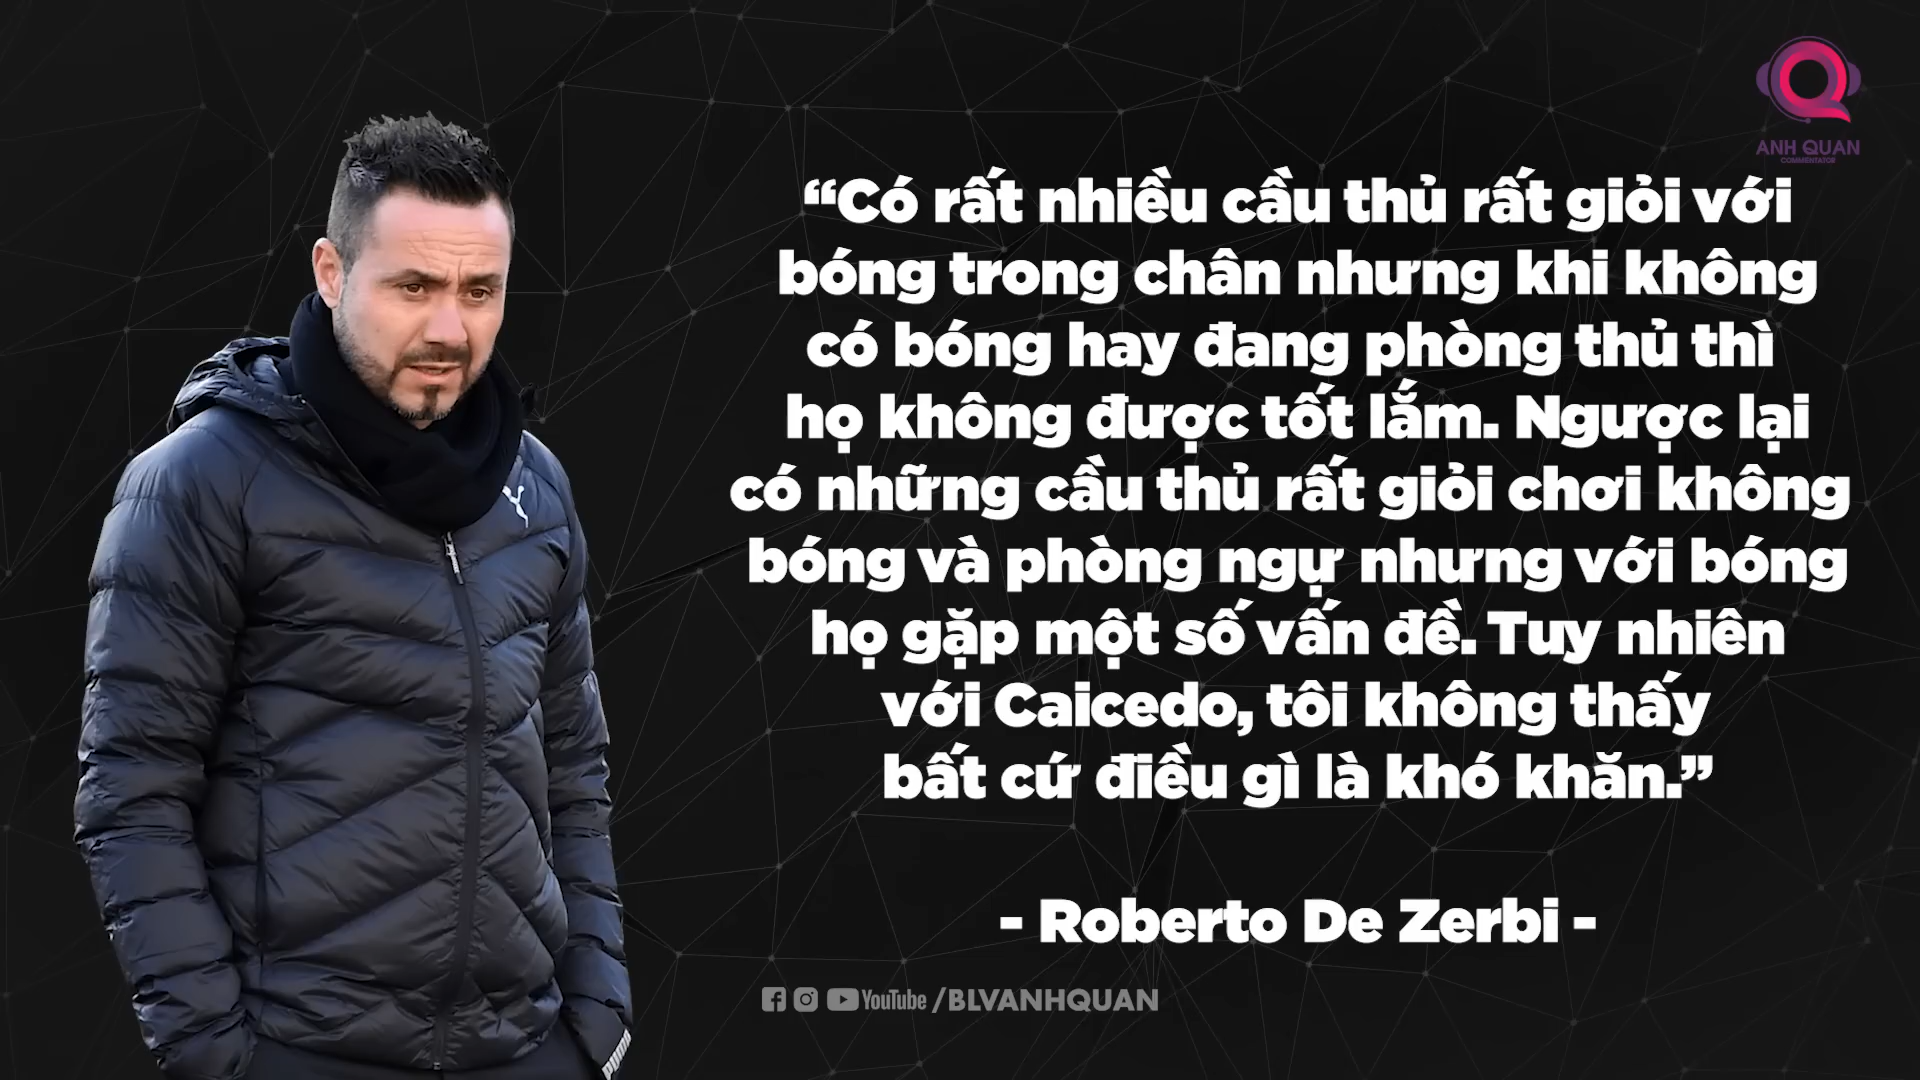 ANH QUAN
COMMENTATOR
“Có rất nhiều cầu thủ rất giỏi với
bóng trong chân nhưng khi không
có bóng hay đang phòng thủ thì
họ không được tốt lắm. Ngược lại
có những cầu thủ rất giỏi chơi không
bóng và phòng ngự nhưng với bóng
họ gặp một số vấn đề. Tuy nhiên
với Caicedo, tôi không thấy
bất cứ điều gì là khó khăn.”
- Roberto De Zerbi -
YouTube /BLVANHQUAN
PUMA